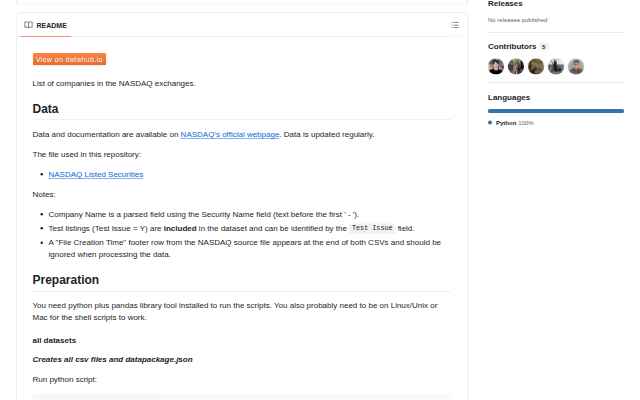 README
View on datahub.io
List of companies in the NASDAQ exchanges.
Data
Data and documentation are available on NASDAQ's official webpage. Data is updated regularly.
The file used in this repository:
• NASDAQ Listed Securities
Notes:
• Company Name is a parsed field using the Security Name field (text before the first ' - ').
• Test listings (Test Issue = Y) are included in the dataset and can be identified by the Test Issue field.
• A "File Creation Time" footer row from the NASDAQ source file appears at the end of both CSVs and should be
ignored when processing the data.
Preparation
You need python plus pandas library tool installed to run the scripts. You also probably need to be on Linux/Unix or
Mac for the shell scripts to work.
all datasets
Creates all csv files and datapackage.json
Run python script:
Releases
No releases published
Contributors 5
Languages
Python 100%